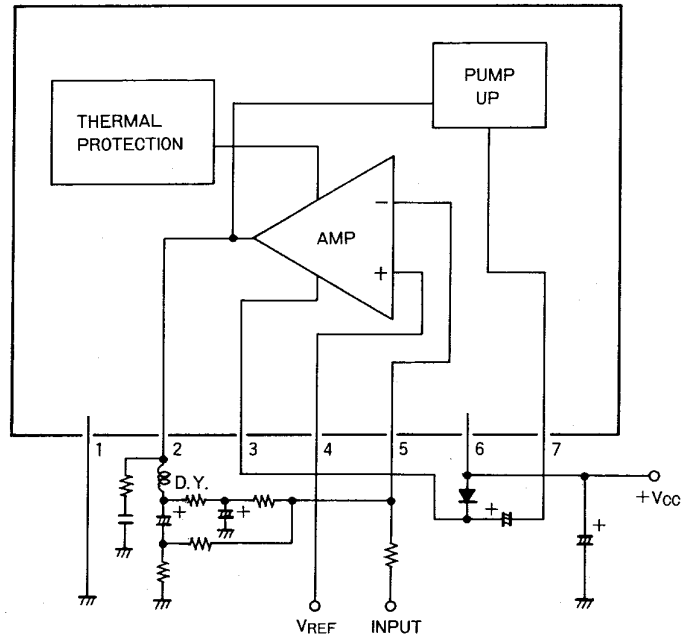 PUMP
UP
THERMAL
PROTECTION
−
AMP
+
1 2 3 4 5 6 7
D.Y.
+ + + +
+VCC
VREF INPUT